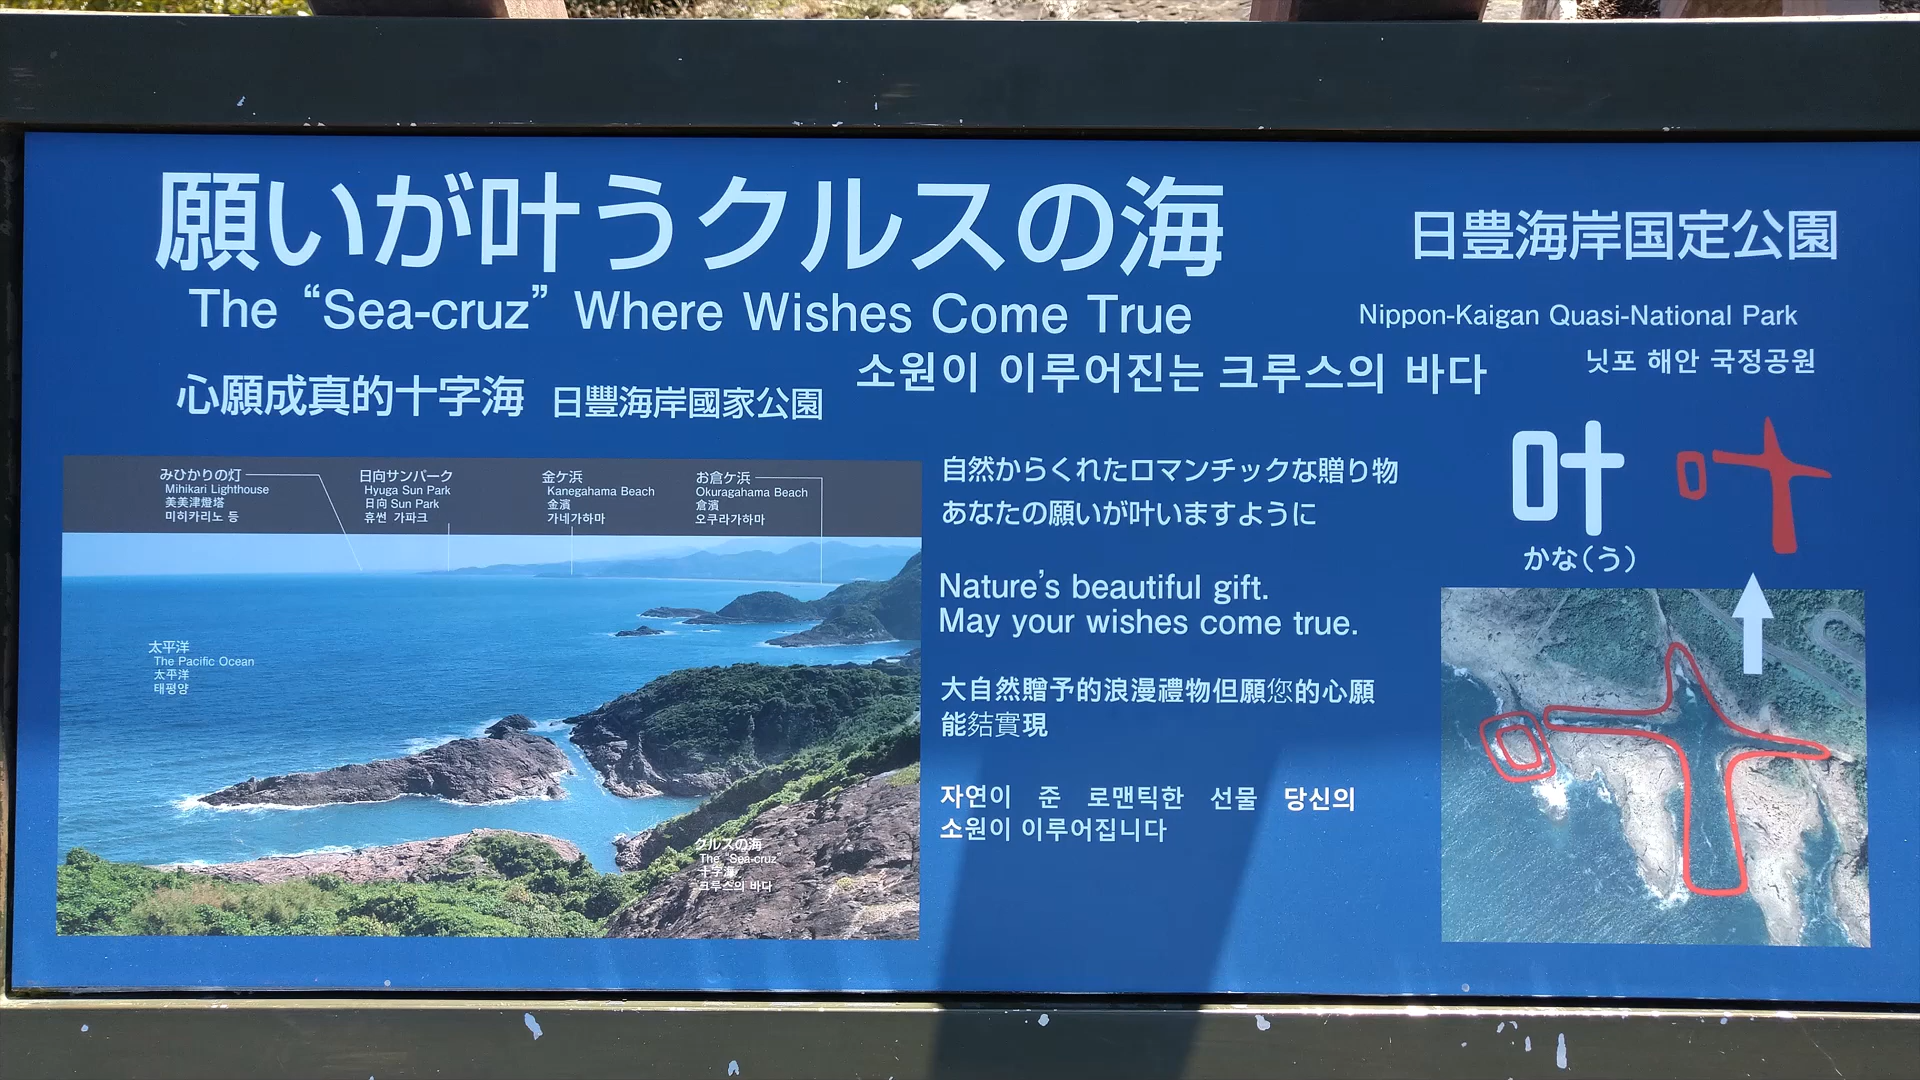 願いが叶うクルスの海
The “Sea-cruz” Where Wishes Come True
心願成真的十字海
日豐海岸國家公園
소원이 이루어진는 크루스의 바다
日豊海岸国定公園
Nippon-Kaigan Quasi-National Park
닛포 해안 국정공원
みひかりの灯
Mihikari Lighthouse
美美津燈塔
미히카리노 등
日向サンパーク
Hyuga Sun Park
日向 Sun Park
휴썬 가파크
金ケ浜
Kanegahama Beach
金濱
가네가하마
お倉ケ浜
Okuragahama Beach
倉濱
오쿠라가하마
太平洋
The Pacific Ocean
太平洋
태평양
クルスの海
The “Sea-cruz
十字海
크루스의 바다
自然からくれたロマンチックな贈り物
あなたの願いが叶いますように
Nature’s beautiful gift.
May your wishes come true.
大自然贈予的浪漫禮物但願您的心願
能結實現
자연이 준 로맨틱한 선물 당신의
소원이 이루어집니다
叶 叶
かな(う)